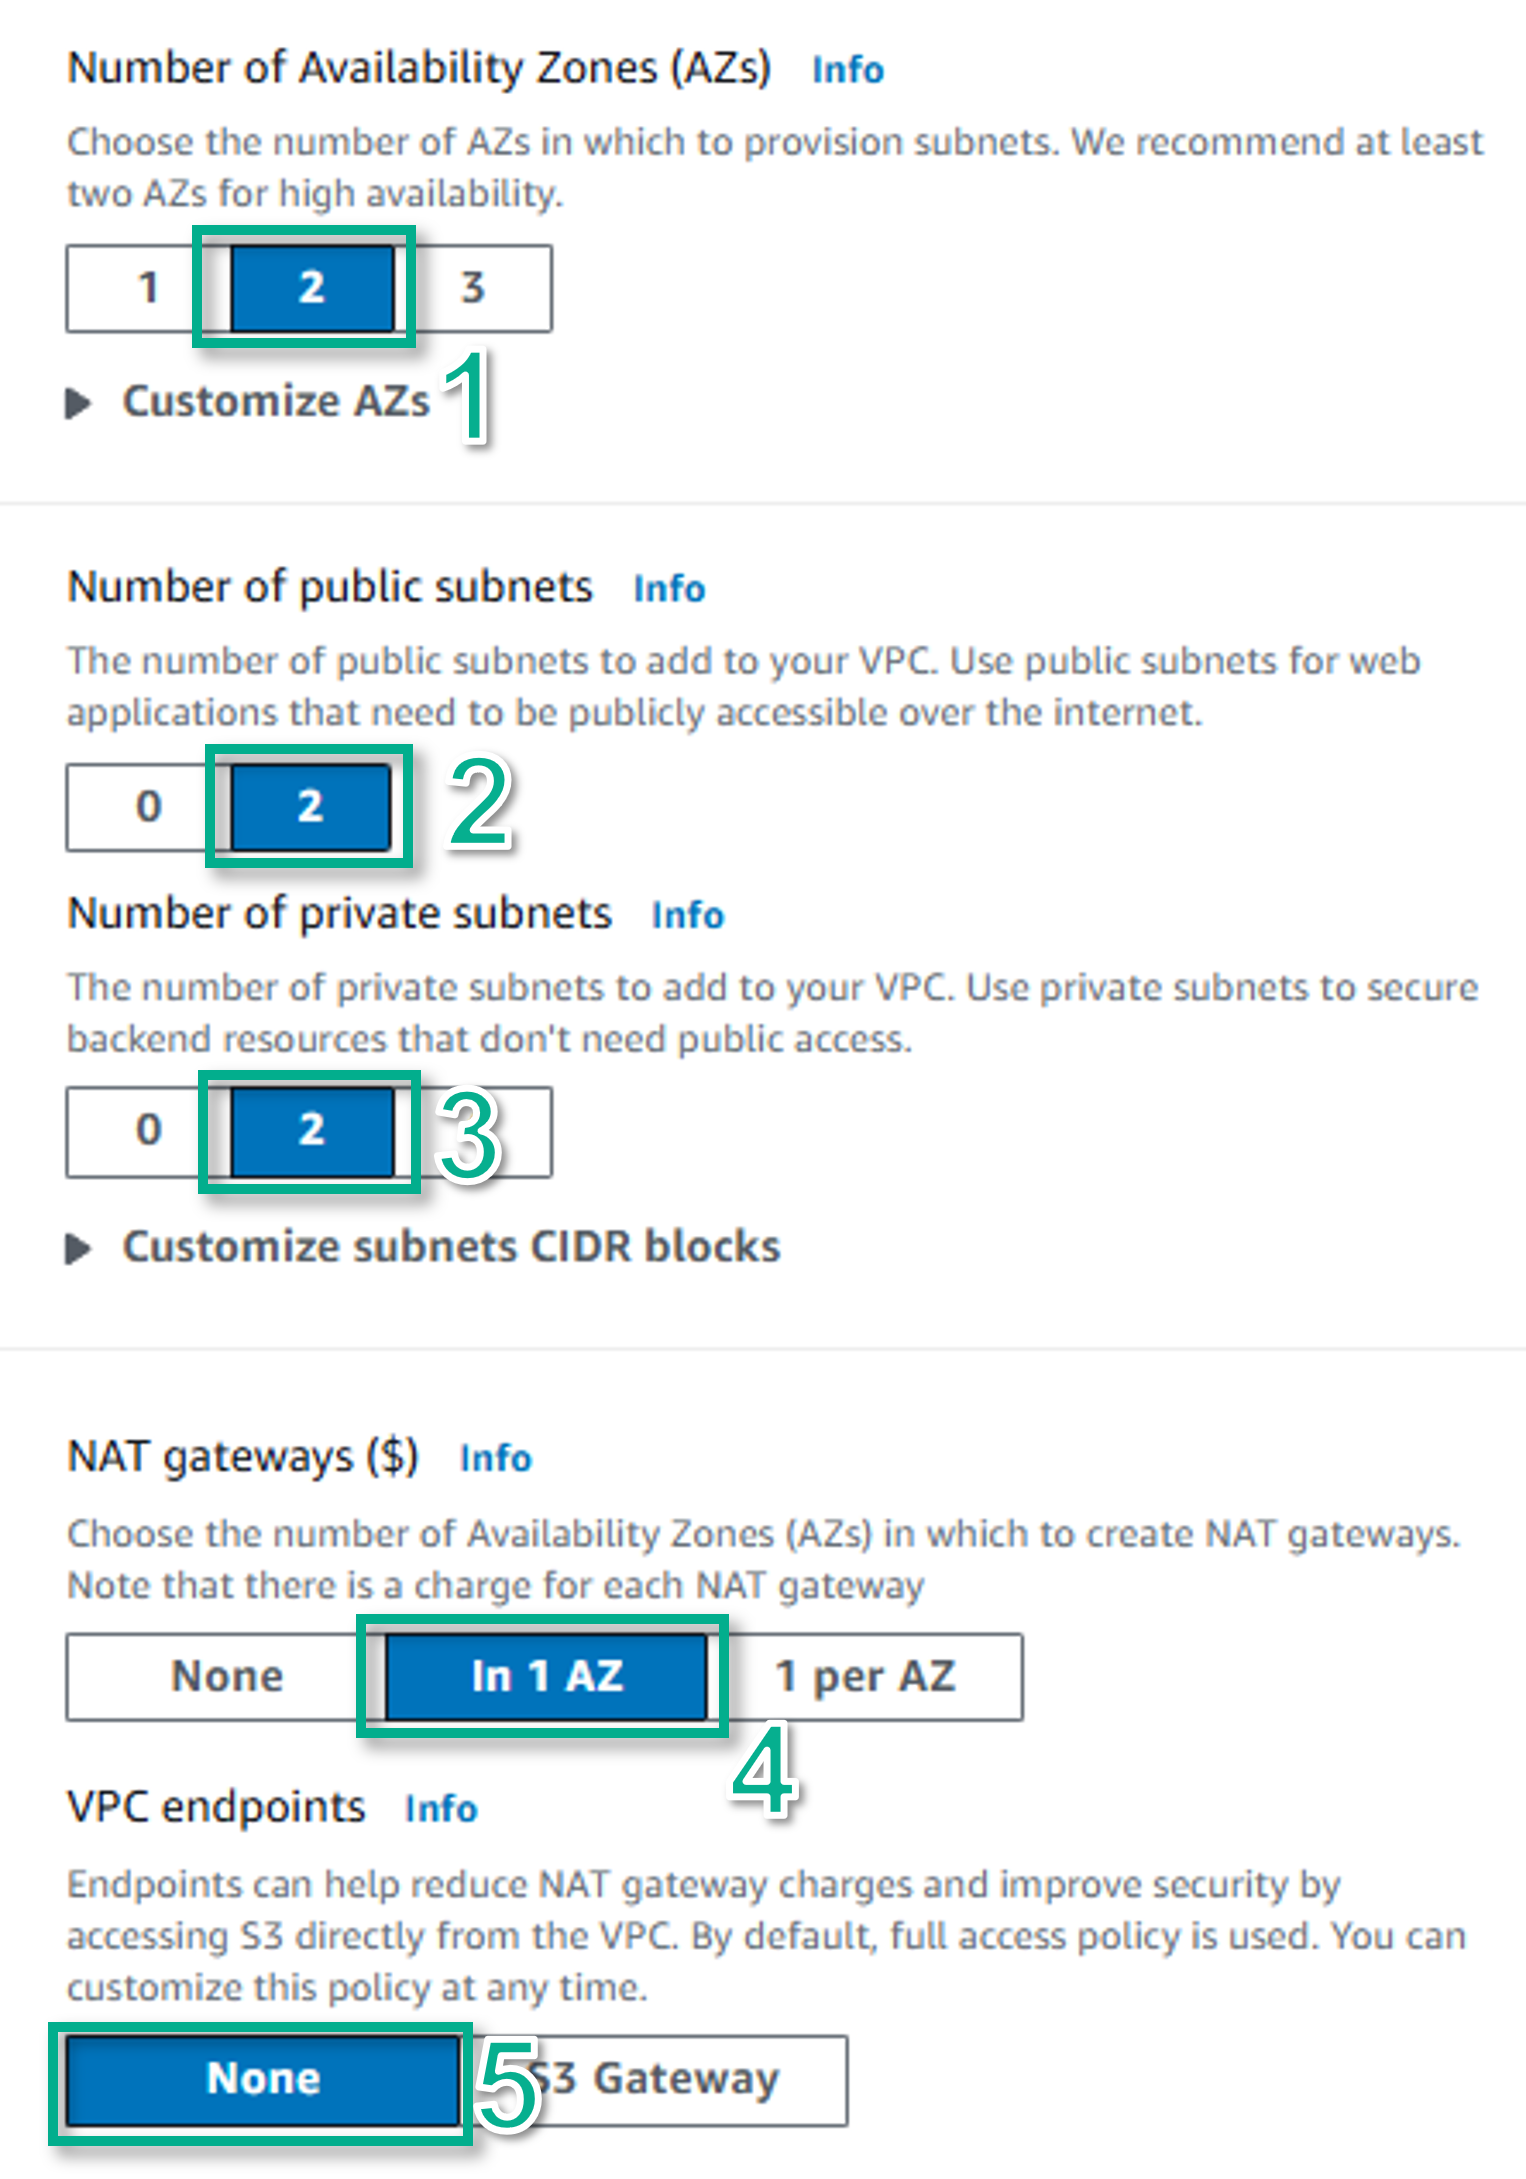 Number of Availability Zones (AZs) Info
Choose the number of AZs in which to provision subnets. We recommend at least
two AZs for high availability.
1 2 3
Customize AZs 1
Number of public subnets Info
The number of public subnets to add to your VPC. Use public subnets for web
applications that need to be publicly accessible over the internet.
0 2 2
Number of private subnets Info
The number of private subnets to add to your VPC. Use private subnets to secure
backend resources that don't need public access.
0 2 3
Customize subnets CIDR blocks
NAT gateways ($) Info
Choose the number of Availability Zones (AZs) in which to create NAT gateways.
Note that there is a charge for each NAT gateway
None In 1 AZ 1 per AZ
4
VPC endpoints Info
Endpoints can help reduce NAT gateway charges and improve security by
accessing S3 directly from the VPC. By default, full access policy is used. You can
customize this policy at any time.
None 5 S3 Gateway